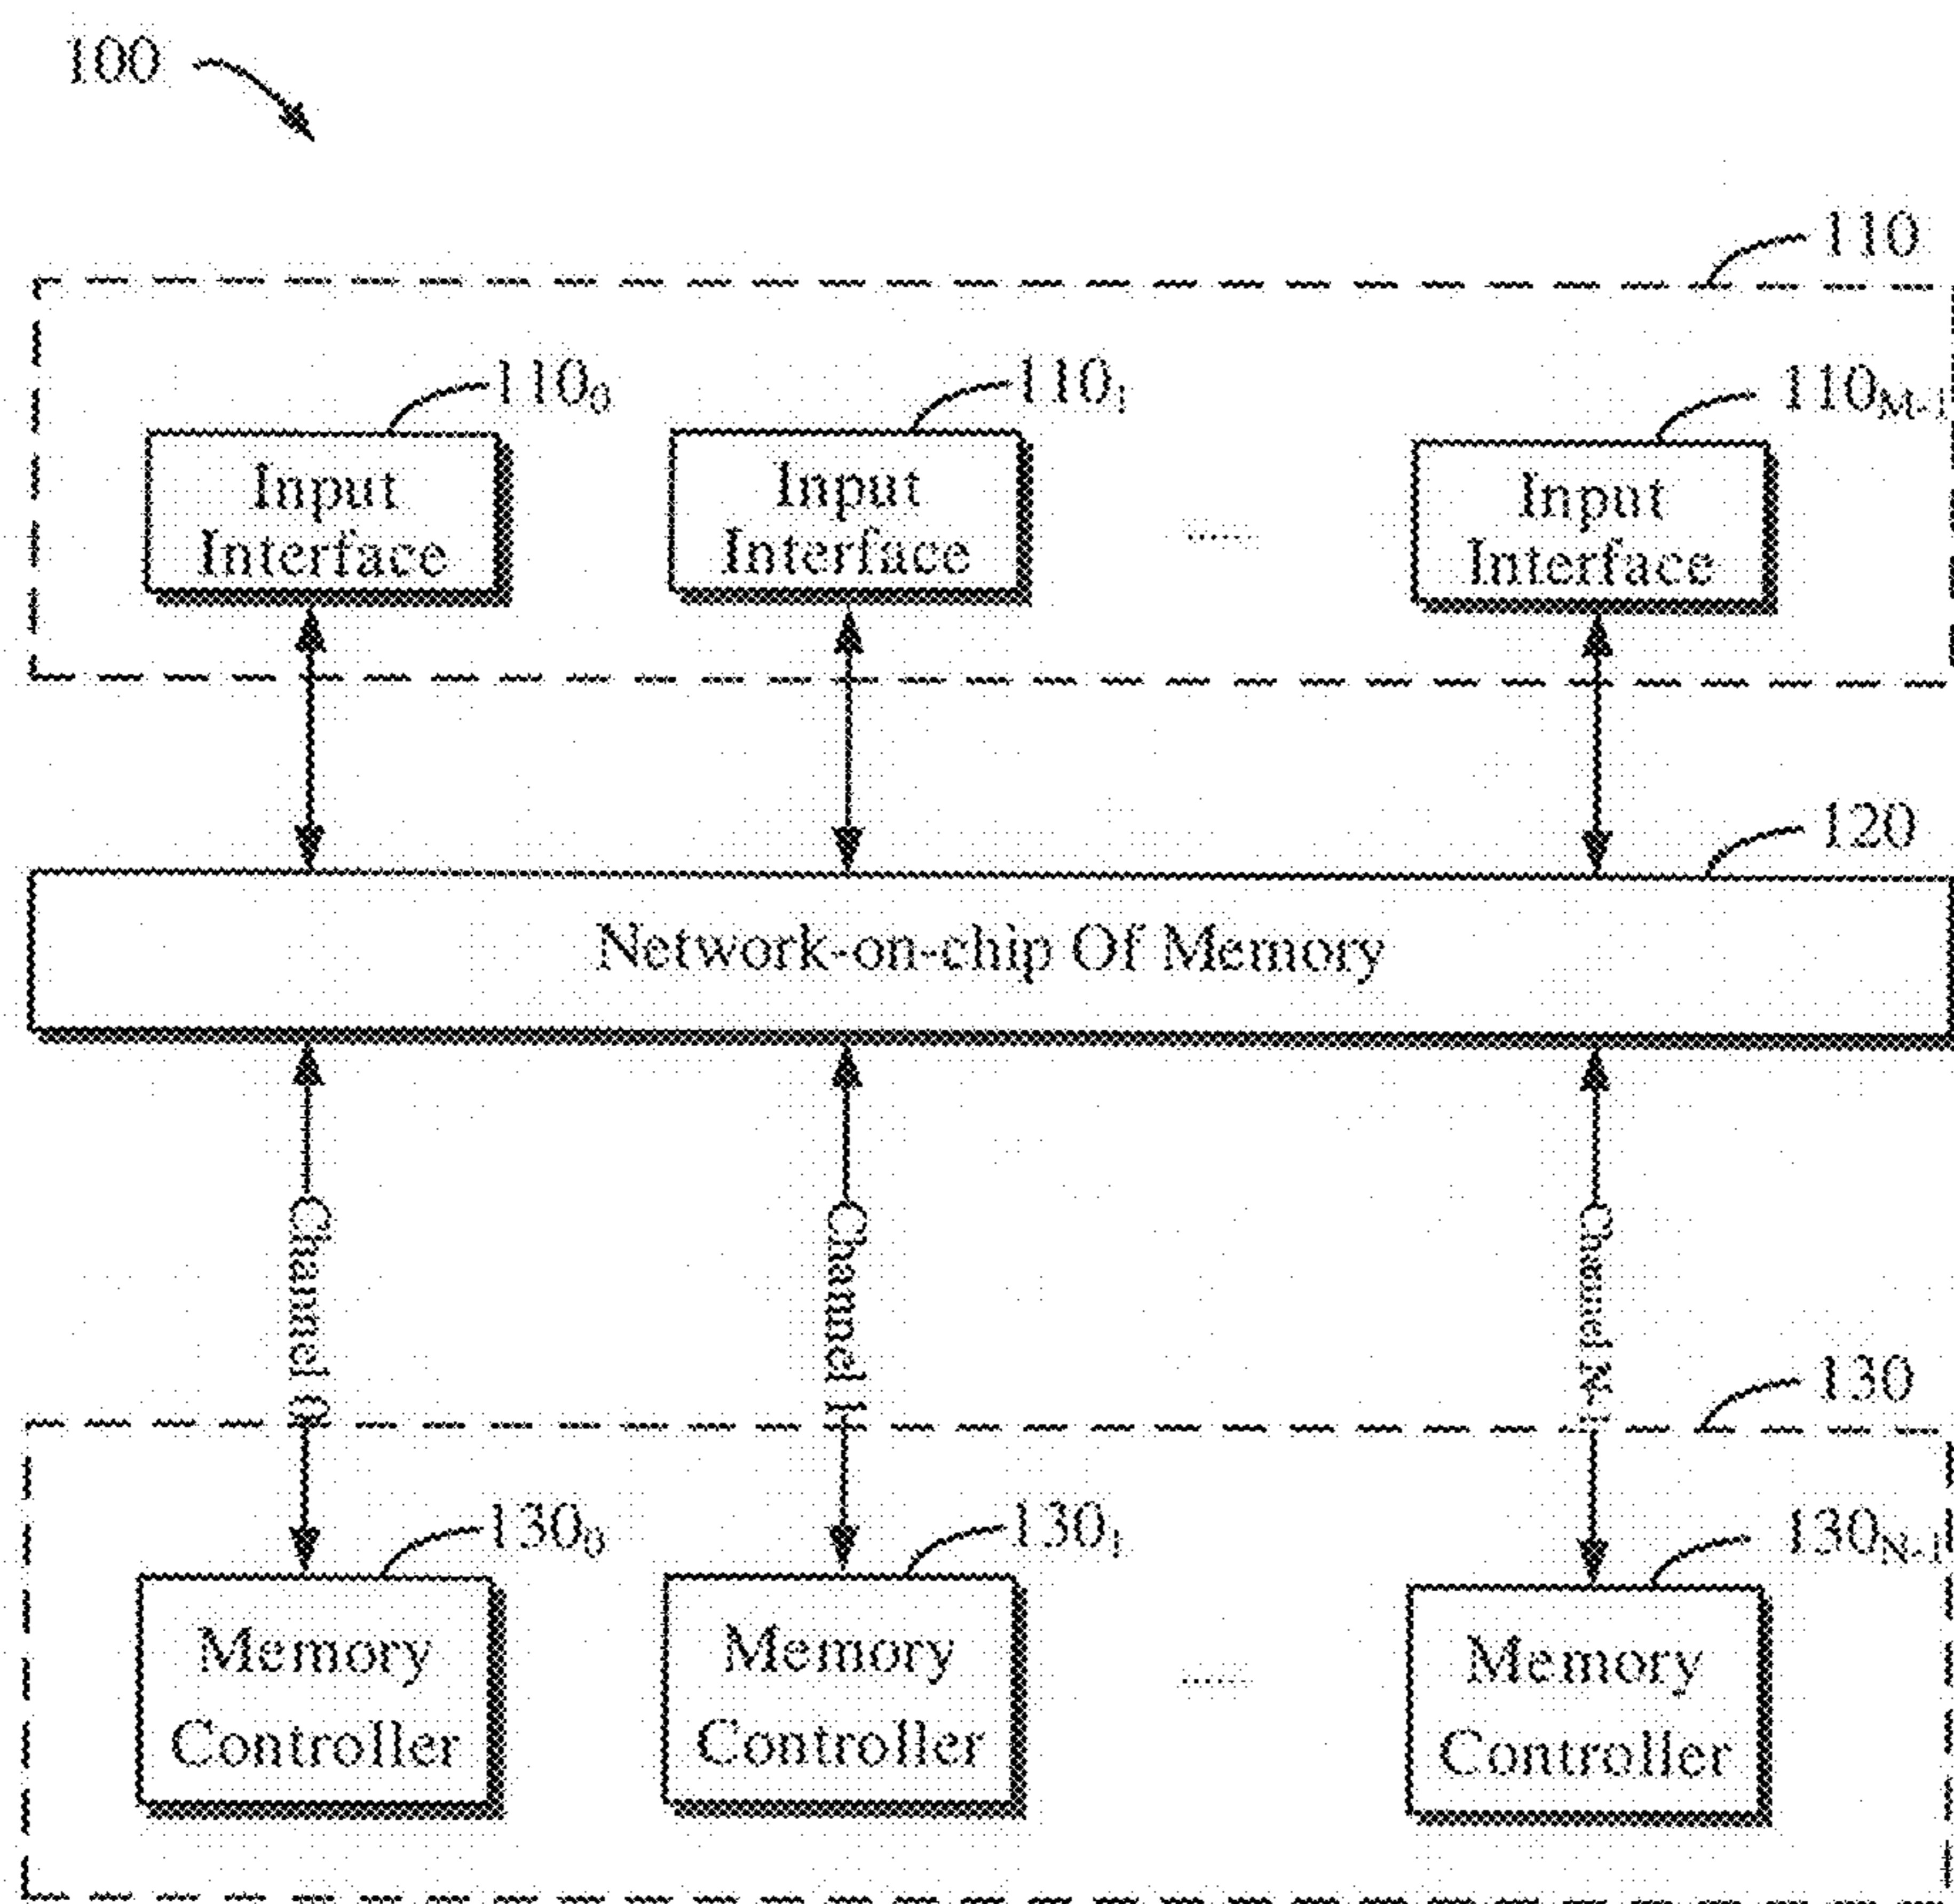 100
110
110₀
110₁
110M-1
Input
Interface
Input
Interface
.....
Input
Interface
120
Network-on-chip Of Memory
Channel 0
Channel 1
Channel N-1
130
130₀
130₁
130N-1
Memory
Controller
Memory
Controller
.....
Memory
Controller